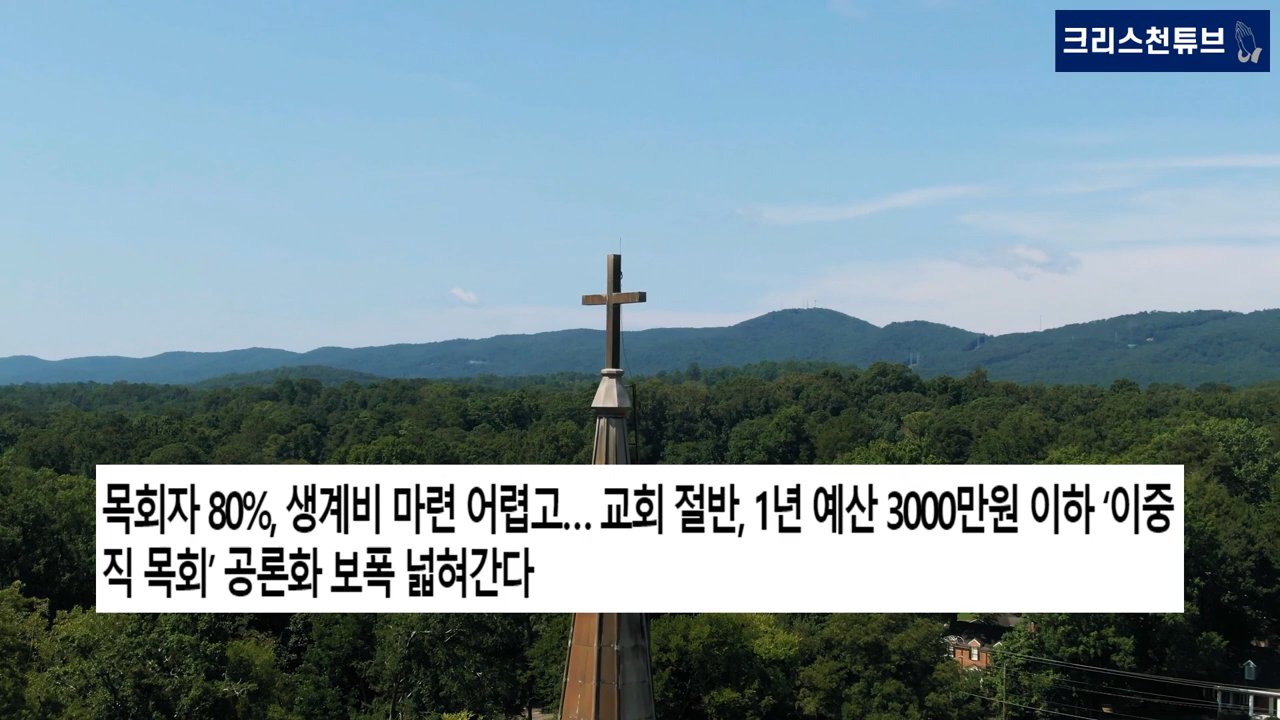 크리스천튜브
목회자 80%, 생계비 마련 어렵고... 교회 절반, 1년 예산 3000만원 이하 ‘이중
직 목회’ 공론화 보폭 넓혀간다